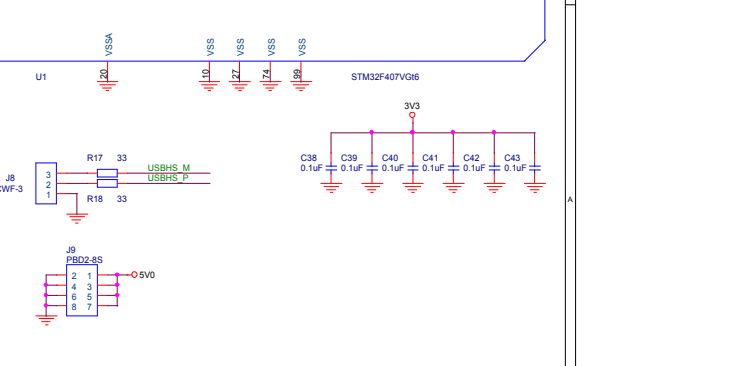 VSSA
VSS
VSS
VSS
VSS
20
10
27
74
99
U1
STM32F407VGt6
3V3
C38
0.1uF
C39
0.1uF
C40
0.1uF
C41
0.1uF
C42
0.1uF
C43
0.1uF
R17 33
USBHS_M
USBHS_P
J8
CWF-3
3
2
1
R18 33
A
J9
PBD2-8S
2 1
4 3
6 5
8 7
5V0